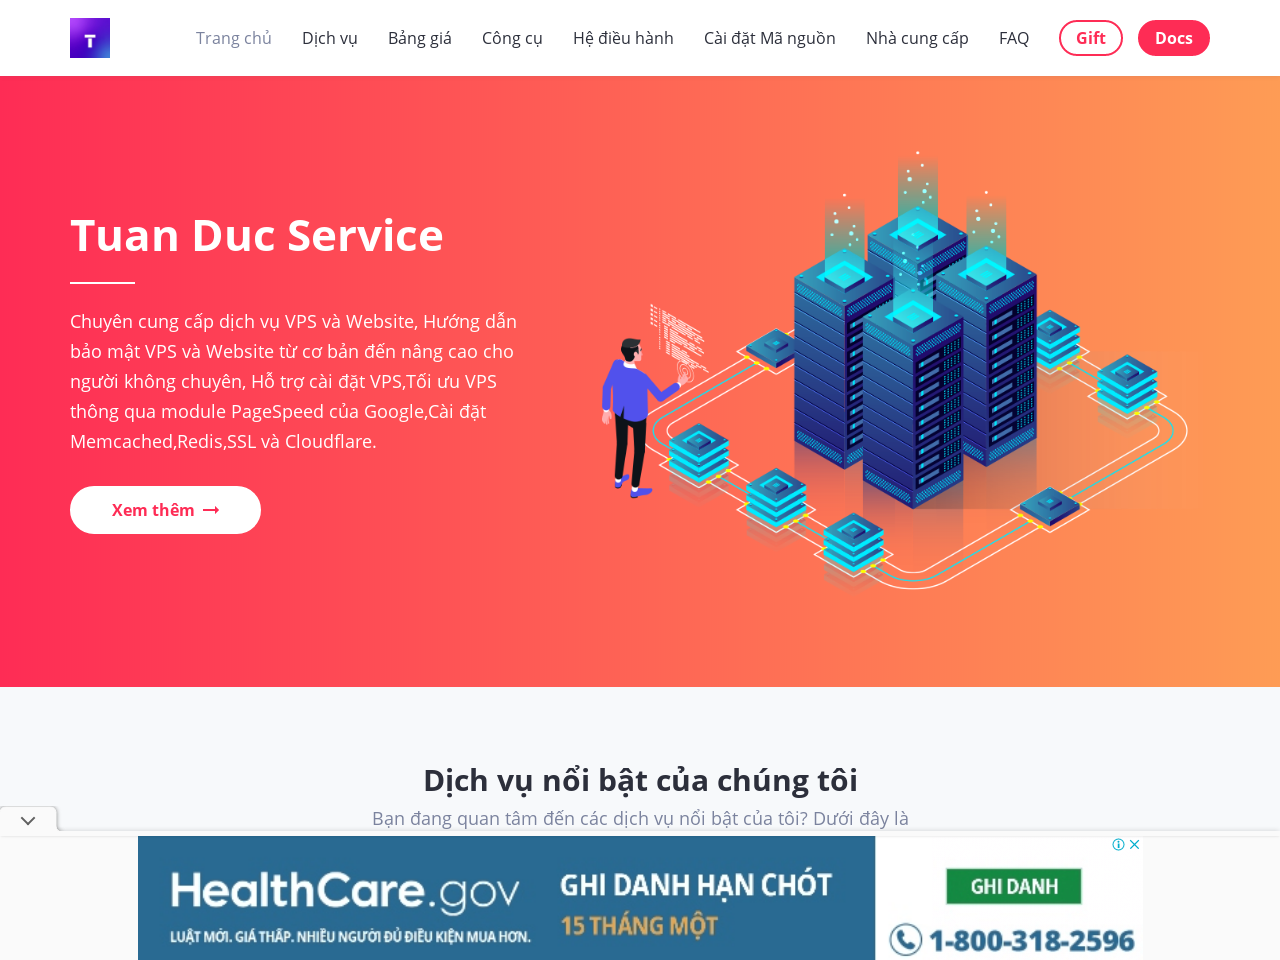 T
Trang chủ Dịch vụ Bảng giá Công cụ Hệ điều hành Cài đặt Mã nguồn Nhà cung cấp FAQ Gift Docs
Tuan Duc Service
Chuyên cung cấp dịch vụ VPS và Website, Hướng dẫn
bảo mật VPS và Website từ cơ bản đến nâng cao cho
người không chuyên, Hỗ trợ cài đặt VPS,Tối ưu VPS
thông qua module PageSpeed của Google,Cài đặt
Memcached,Redis,SSL và Cloudflare.
Xem thêm
Dịch vụ nổi bật của chúng tôi
Bạn đang quan tâm đến các dịch vụ nổi bật của tôi? Dưới đây là
HealthCare.gov
LUẬT MỚI. GIÁ THẤP. NHIỀU NGƯỜI ĐỦ ĐIỀU KIỆN MUA HƠN.
GHI DANH HẠN CHÓT
15 THÁNG MỘT
GHI DANH
1-800-318-2596